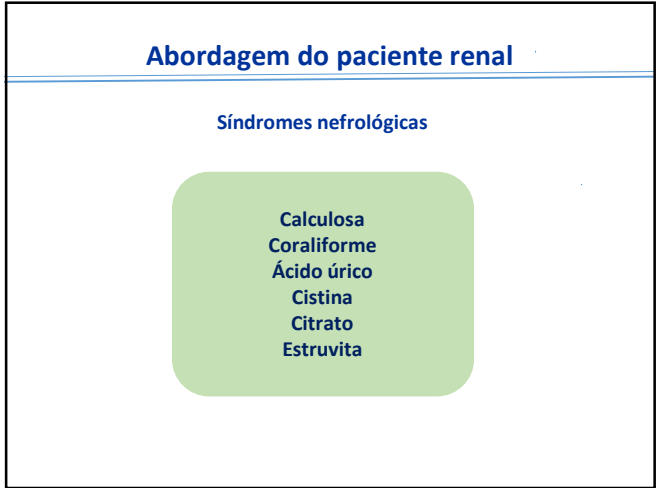 Abordagem do paciente renal
Síndromes nefrológicas
Calculosa
Coraliforme
Ácido úrico
Cistina
Citrato
Estruvita